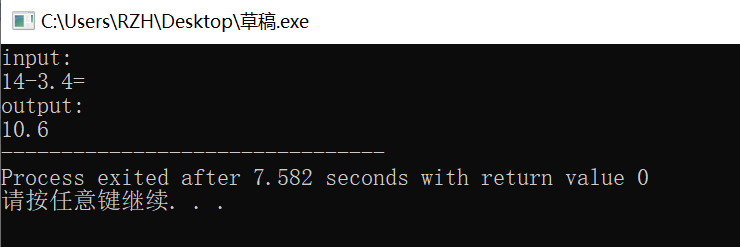 C:\Users\RZH\Desktop\草稿.exe
input:
14-3.4=
output:
10.6
--------------------------------
Process exited after 7.582 seconds with return value 0
请按任意键继续. . .